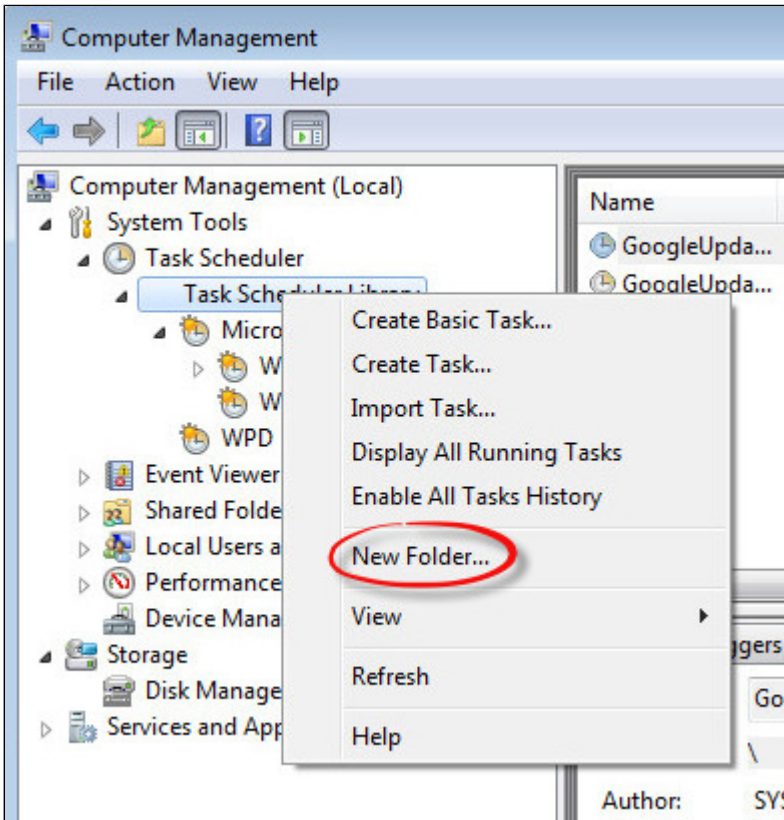 Computer Management
File Action View Help
Computer Management (Local)
System Tools
Task Scheduler
Task Scheduler Library
Micro
W
W
WPD
Event Viewer
Shared Folde
Local Users a
Performance
Device Mana
Storage
Disk Manage
Services and App
Name
GoogleUpda...
GoogleUpda...
Create Basic Task...
Create Task...
Import Task...
Display All Running Tasks
Enable All Tasks History
New Folder...
View
Refresh
Help
ggers
Go
\
Author: SYS